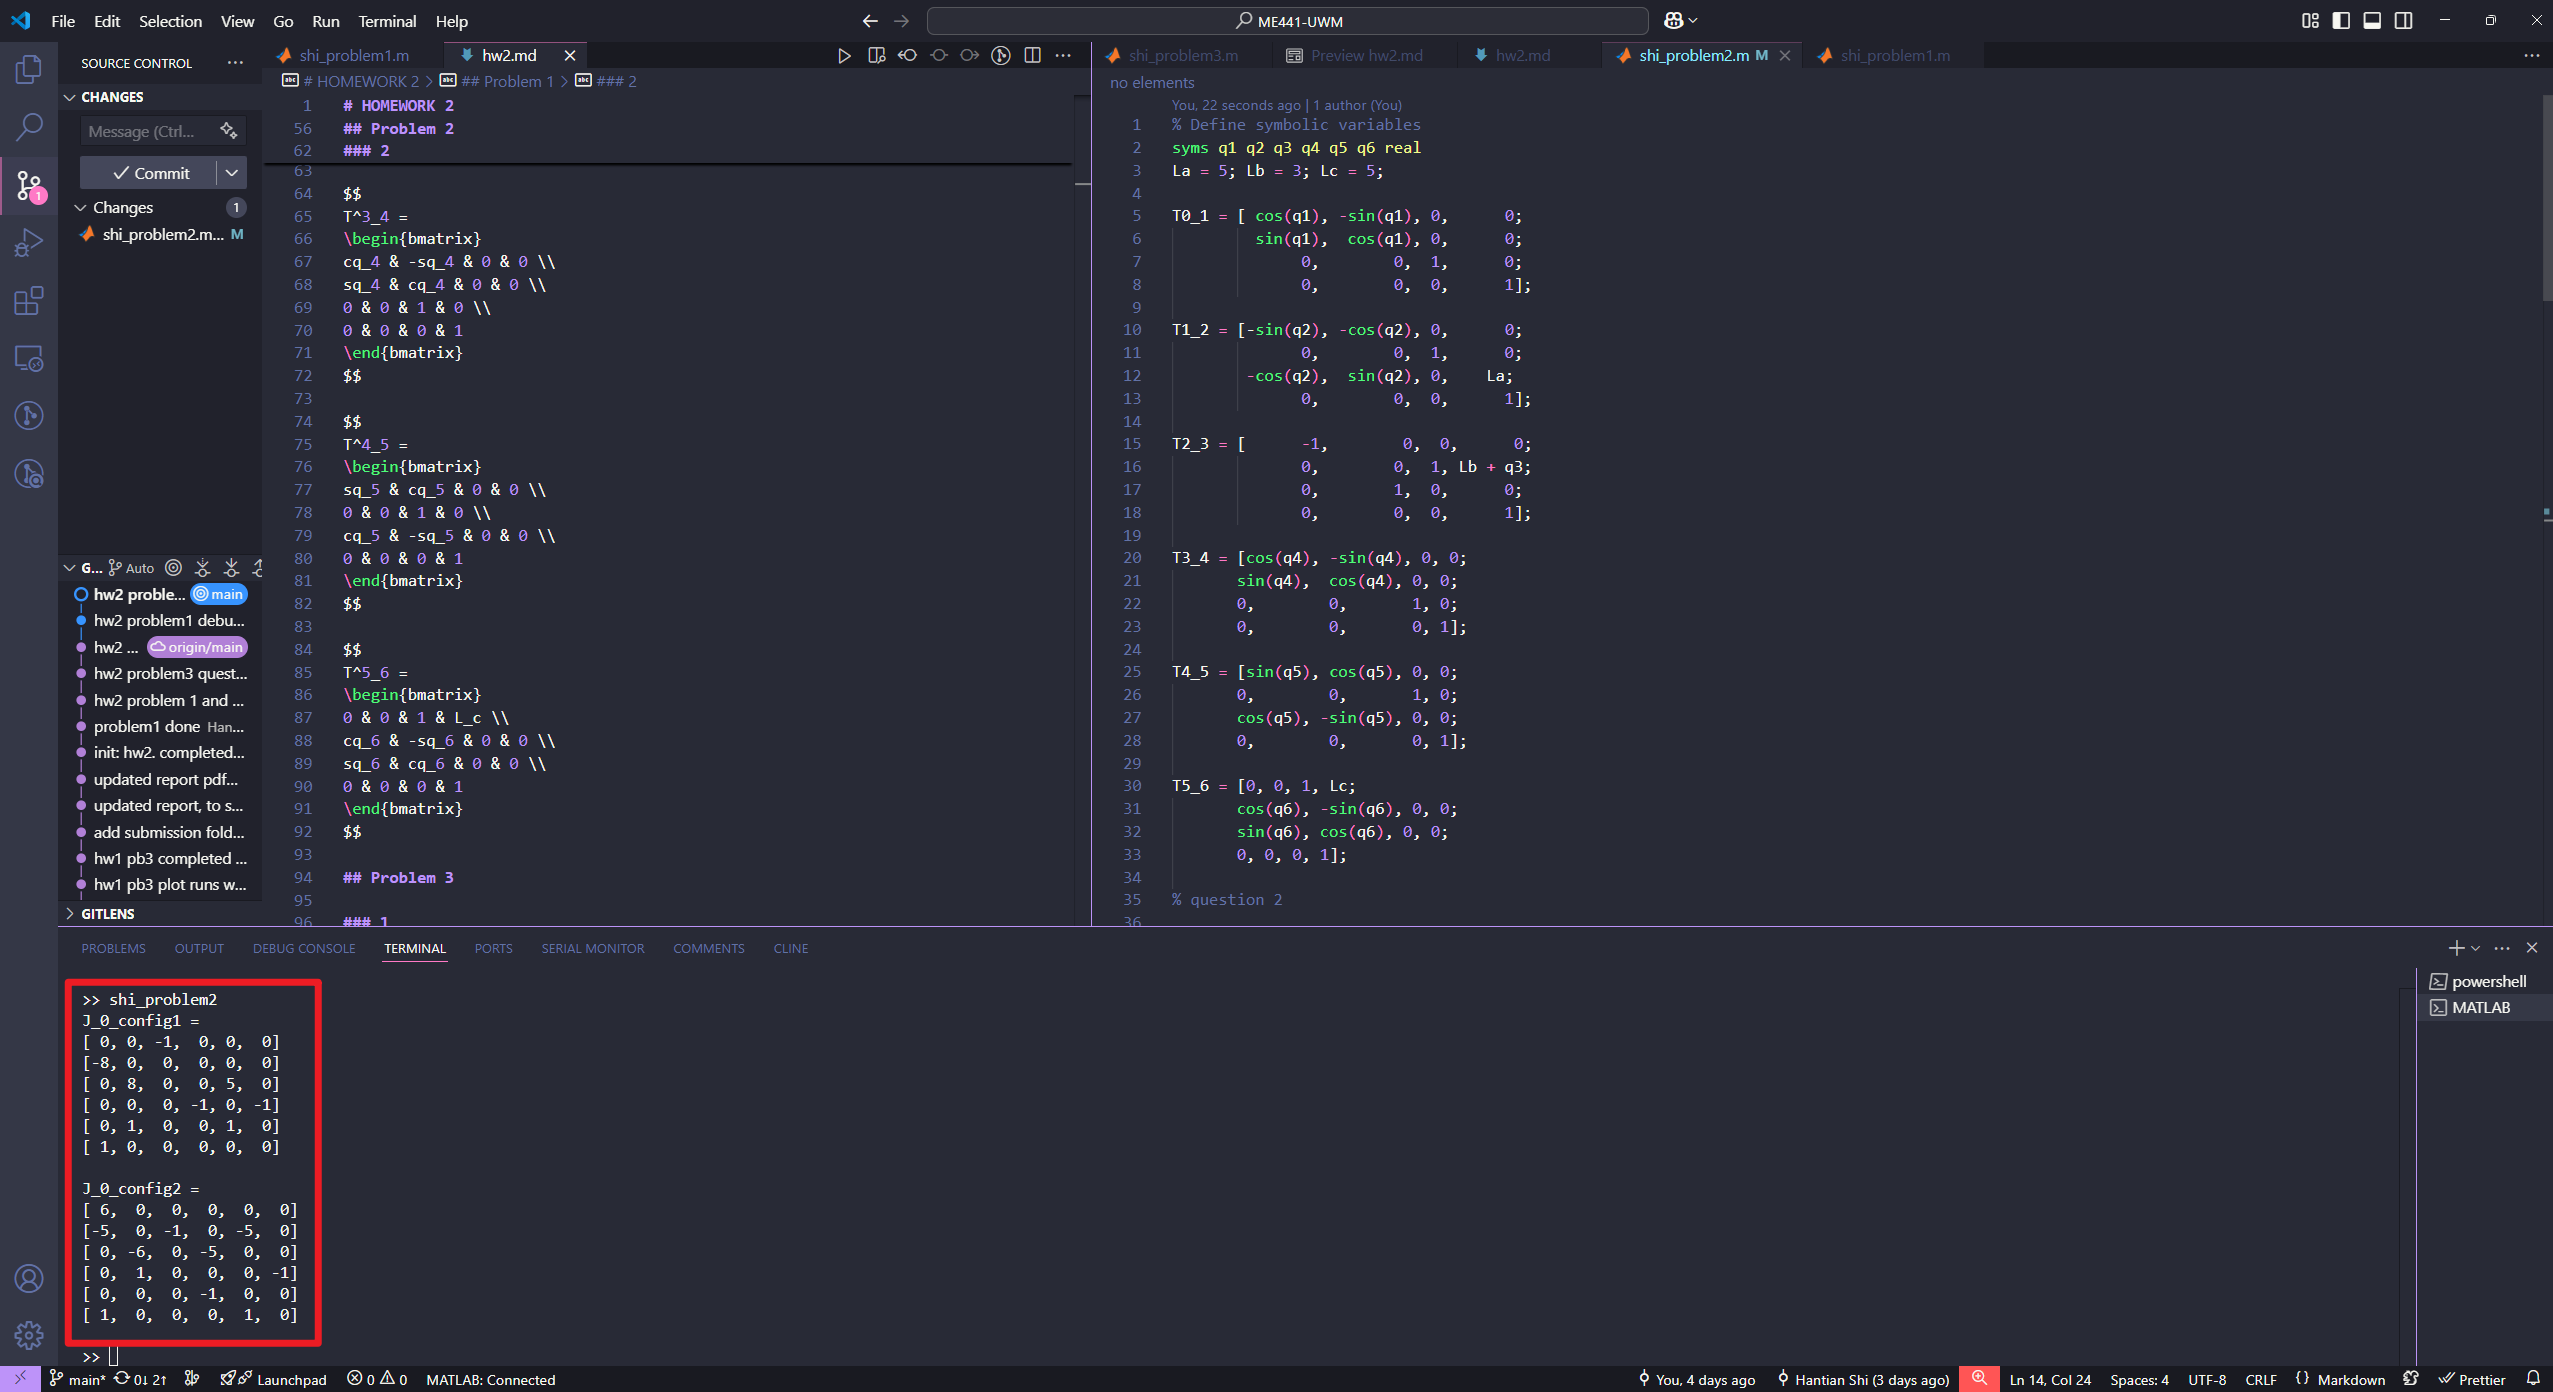 File Edit Selection View Go Run Terminal Help
ME441-UWM
SOURCE CONTROL
CHANGES
Message (Ctrl...
Commit
Changes 1
shi_problem2.m... M
1
G... Auto
hw2 proble... main
hw2 problem1 debu...
hw2 ... origin/main
hw2 problem3 quest...
hw2 problem 1 and ...
problem1 done Han...
init: hw2. completed...
updated report pdf...
updated report, to s...
add submission fold...
hw1 pb3 completed ...
hw1 pb3 plot runs w...
GITLENS
shi_problem1.m hw2.md
# HOMEWORK 2 > ## Problem 1 > ### 2
1 # HOMEWORK 2
56 ## Problem 2
62 ### 2
63
64 $$
65 T^3_4 =
66 \begin{bmatrix}
67 cq_4 & -sq_4 & 0 & 0 \\
68 sq_4 & cq_4 & 0 & 0 \\
69 0 & 0 & 1 & 0 \\
70 0 & 0 & 0 & 1
71 \end{bmatrix}
72 $$
73
74 $$
75 T^4_5 =
76 \begin{bmatrix}
77 sq_5 & cq_5 & 0 & 0 \\
78 0 & 0 & 1 & 0 \\
79 cq_5 & -sq_5 & 0 & 0 \\
80 0 & 0 & 0 & 1
81 \end{bmatrix}
82 $$
83
84 $$
85 T^5_6 =
86 \begin{bmatrix}
87 0 & 0 & 1 & L_c \\
88 cq_6 & -sq_6 & 0 & 0 \\
89 sq_6 & cq_6 & 0 & 0 \\
90 0 & 0 & 0 & 1
91 \end{bmatrix}
92 $$
93
94 ## Problem 3
95
96 ### 1
shi_problem3.m Preview hw2.md hw2.md shi_problem2.m M shi_problem1.m
no elements
You, 22 seconds ago | 1 author (You)
1 % Define symbolic variables
2 syms q1 q2 q3 q4 q5 q6 real
3 La = 5; Lb = 3; Lc = 5;
4
5 T0_1 = [ cos(q1), -sin(q1), 0, 0;
6 sin(q1), cos(q1), 0, 0;
7 0, 0, 1, 0;
8 0, 0, 0, 1];
9
10 T1_2 = [-sin(q2), -cos(q2), 0, 0;
11 0, 0, 1, 0;
12 -cos(q2), sin(q2), 0, La;
13 0, 0, 0, 1];
14
15 T2_3 = [ -1, 0, 0, 0;
16 0, 0, 1, Lb + q3;
17 0, 1, 0, 0;
18 0, 0, 0, 1];
19
20 T3_4 = [cos(q4), -sin(q4), 0, 0;
21 sin(q4), cos(q4), 0, 0;
22 0, 0, 1, 0;
23 0, 0, 0, 1];
24
25 T4_5 = [sin(q5), cos(q5), 0, 0;
26 0, 0, 1, 0;
27 cos(q5), -sin(q5), 0, 0;
28 0, 0, 0, 1];
29
30 T5_6 = [0, 0, 1, Lc;
31 cos(q6), -sin(q6), 0, 0;
32 sin(q6), cos(q6), 0, 0;
33 0, 0, 0, 1];
34
35 % question 2
36
PROBLEMS OUTPUT DEBUG CONSOLE TERMINAL PORTS SERIAL MONITOR COMMENTS CLINE
>> shi_problem2
J_0_config1 =
[ 0, 0, -1, 0, 0, 0]
[-8, 0, 0, 0, 0, 0]
[ 0, 8, 0, 0, 5, 0]
[ 0, 0, 0, -1, 0, -1]
[ 0, 1, 0, 0, 1, 0]
[ 1, 0, 0, 0, 0, 0]
J_0_config2 =
[ 6, 0, 0, 0, 0, 0]
[-5, 0, -1, 0, -5, 0]
[ 0, -6, 0, -5, 0, 0]
[ 0, 1, 0, 0, 0, -1]
[ 0, 0, 0, -1, 0, 0]
[ 1, 0, 0, 0, 1, 0]
>>
powershell
MATLAB
main* 0↓ 2↑ Launchpad 0 0 MATLAB: Connected
You, 4 days ago Hantian Shi (3 days ago) Ln 14, Col 24 Spaces: 4 UTF-8 CRLF {} Markdown Prettier